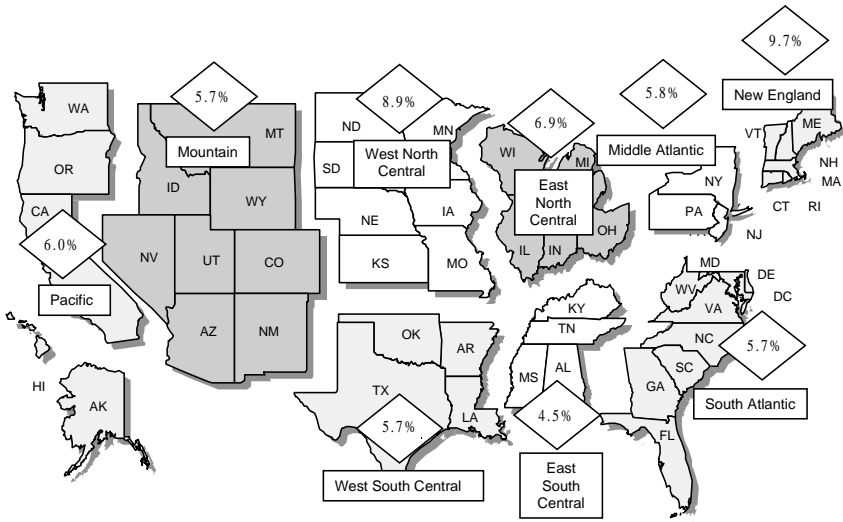 9.7%
5.7%
8.9%
5.8%
New England
6.9%
WA
MT
ND
MN
VT
ME
Mountain
West North
Central
WI
MI
Middle Atlantic
NH
OR
ID
SD
NY
MA
CA
WY
NE
IA
East
North
Central
OH
PA
CT
RI
6.0%
NV
UT
CO
KS
MO
IL
IN
NJ
MD
DE
Pacific
WV
DC
VA
AZ
NM
OK
AR
KY
TN
NC
5.7%
HI
AK
TX
MS
AL
GA
SC
South Atlantic
LA
5.7%
4.5%
FL
West South Central
East
South
Central